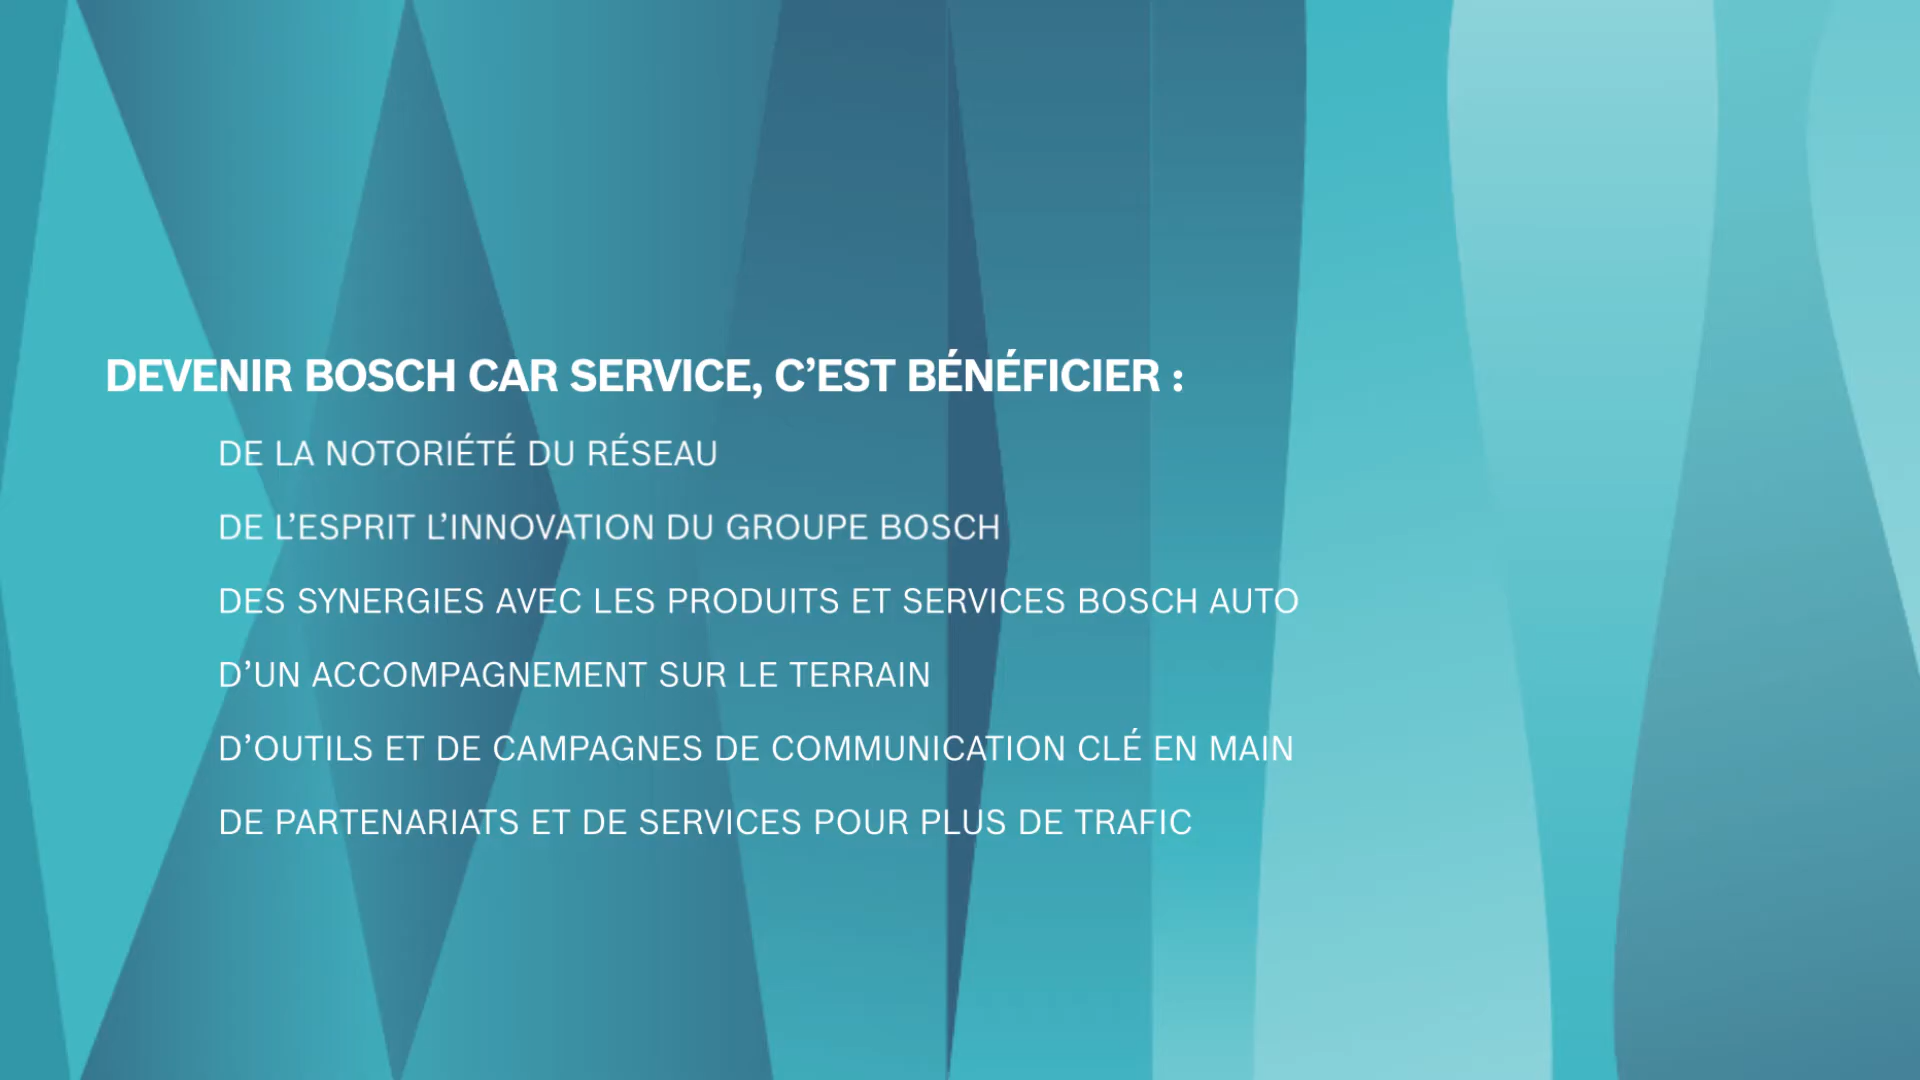 DEVENIR BOSCH CAR SERVICE, C’EST BÉNÉFICIER :
DE LA NOTORIÉTÉ DU RÉSEAU
DE L’ESPRIT L’INNOVATION DU GROUPE BOSCH
DES SYNERGIES AVEC LES PRODUITS ET SERVICES BOSCH AUTO
D’UN ACCOMPAGNEMENT SUR LE TERRAIN
D’OUTILS ET DE CAMPAGNES DE COMMUNICATION CLÉ EN MAIN
DE PARTENARIATS ET DE SERVICES POUR PLUS DE TRAFIC